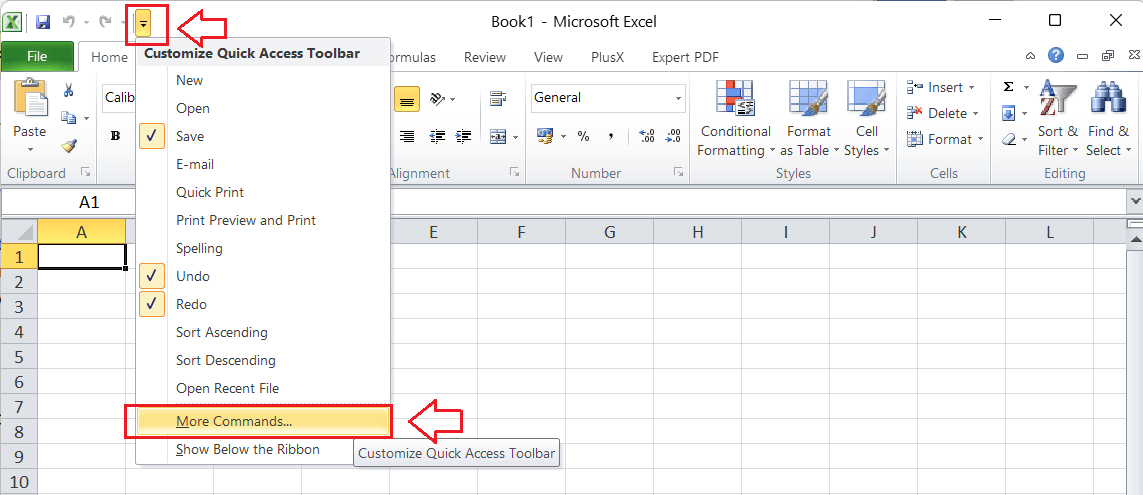 Book1 - Microsoft Excel
File Home ormulas Review View PlusX Expert PDF
Customize Quick Access Toolbar
New
Open
Save
E-mail
Quick Print
Print Preview and Print
Spelling
Undo
Redo
Sort Ascending
Sort Descending
Open Recent File
More Commands...
Show Below the Ribbon
Customize Quick Access Toolbar
Paste
Clipboard
Calib
B
lignment
General
%
,
.0
.00
.00
.0
Number
Conditional
Formatting
Format
as Table
Cell
Styles
Styles
Insert
Delete
Format
Cells
Σ
A
Z
Sort &
Filter
Find &
Select
Editing
A1
A E F G H I J K L
1
2
3
4
5
6
7
8
9
10